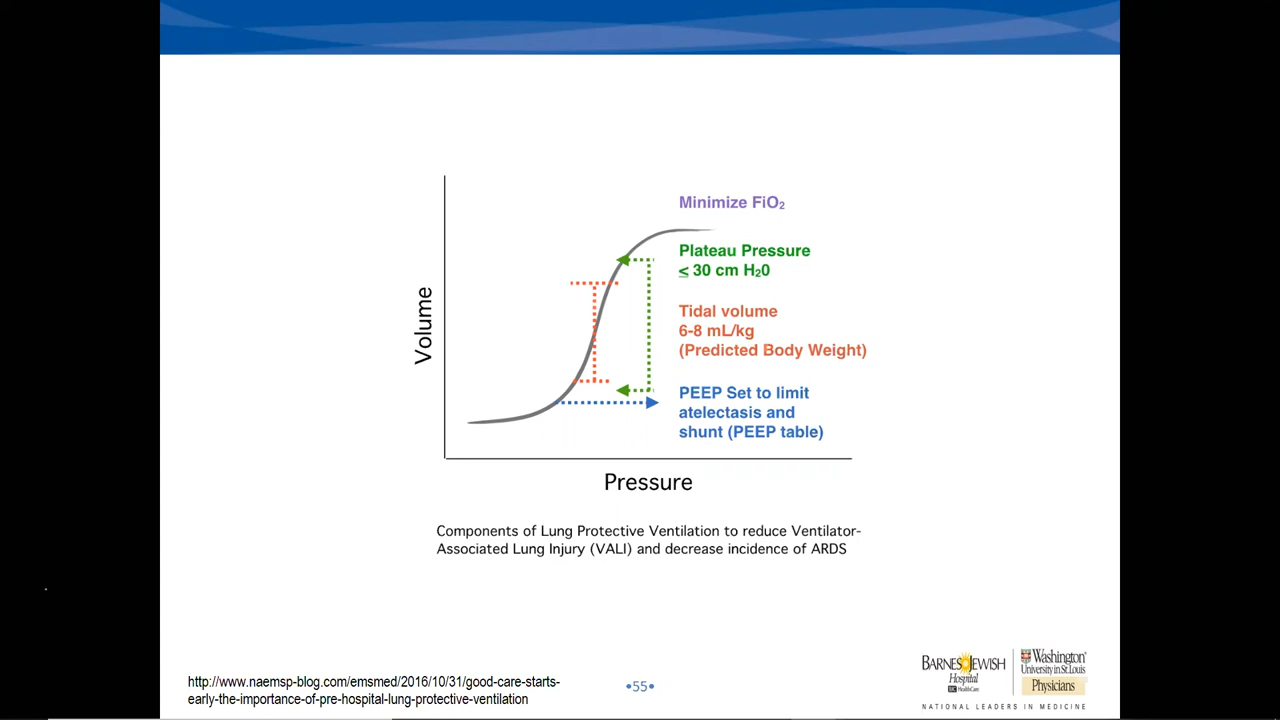 Minimize FiO₂
Plateau Pressure
≤ 30 cm H₂0
Tidal volume
6-8 mL/kg
(Predicted Body Weight)
PEEP Set to limit
atelectasis and
shunt (PEEP table)
Volume
Pressure
Components of Lung Protective Ventilation to reduce Ventilator-
Associated Lung Injury (VALI) and decrease incidence of ARDS
http://www.naemsp-blog.com/emsmed/2016/10/31/good-care-starts-
early-the-importance-of-pre-hospital-lung-protective-ventilation
•55•
BARNES JEWISH
Hospital
BJC HealthCare
Washington
University in St. Louis
Physicians
NATIONAL LEADERS IN MEDICINE